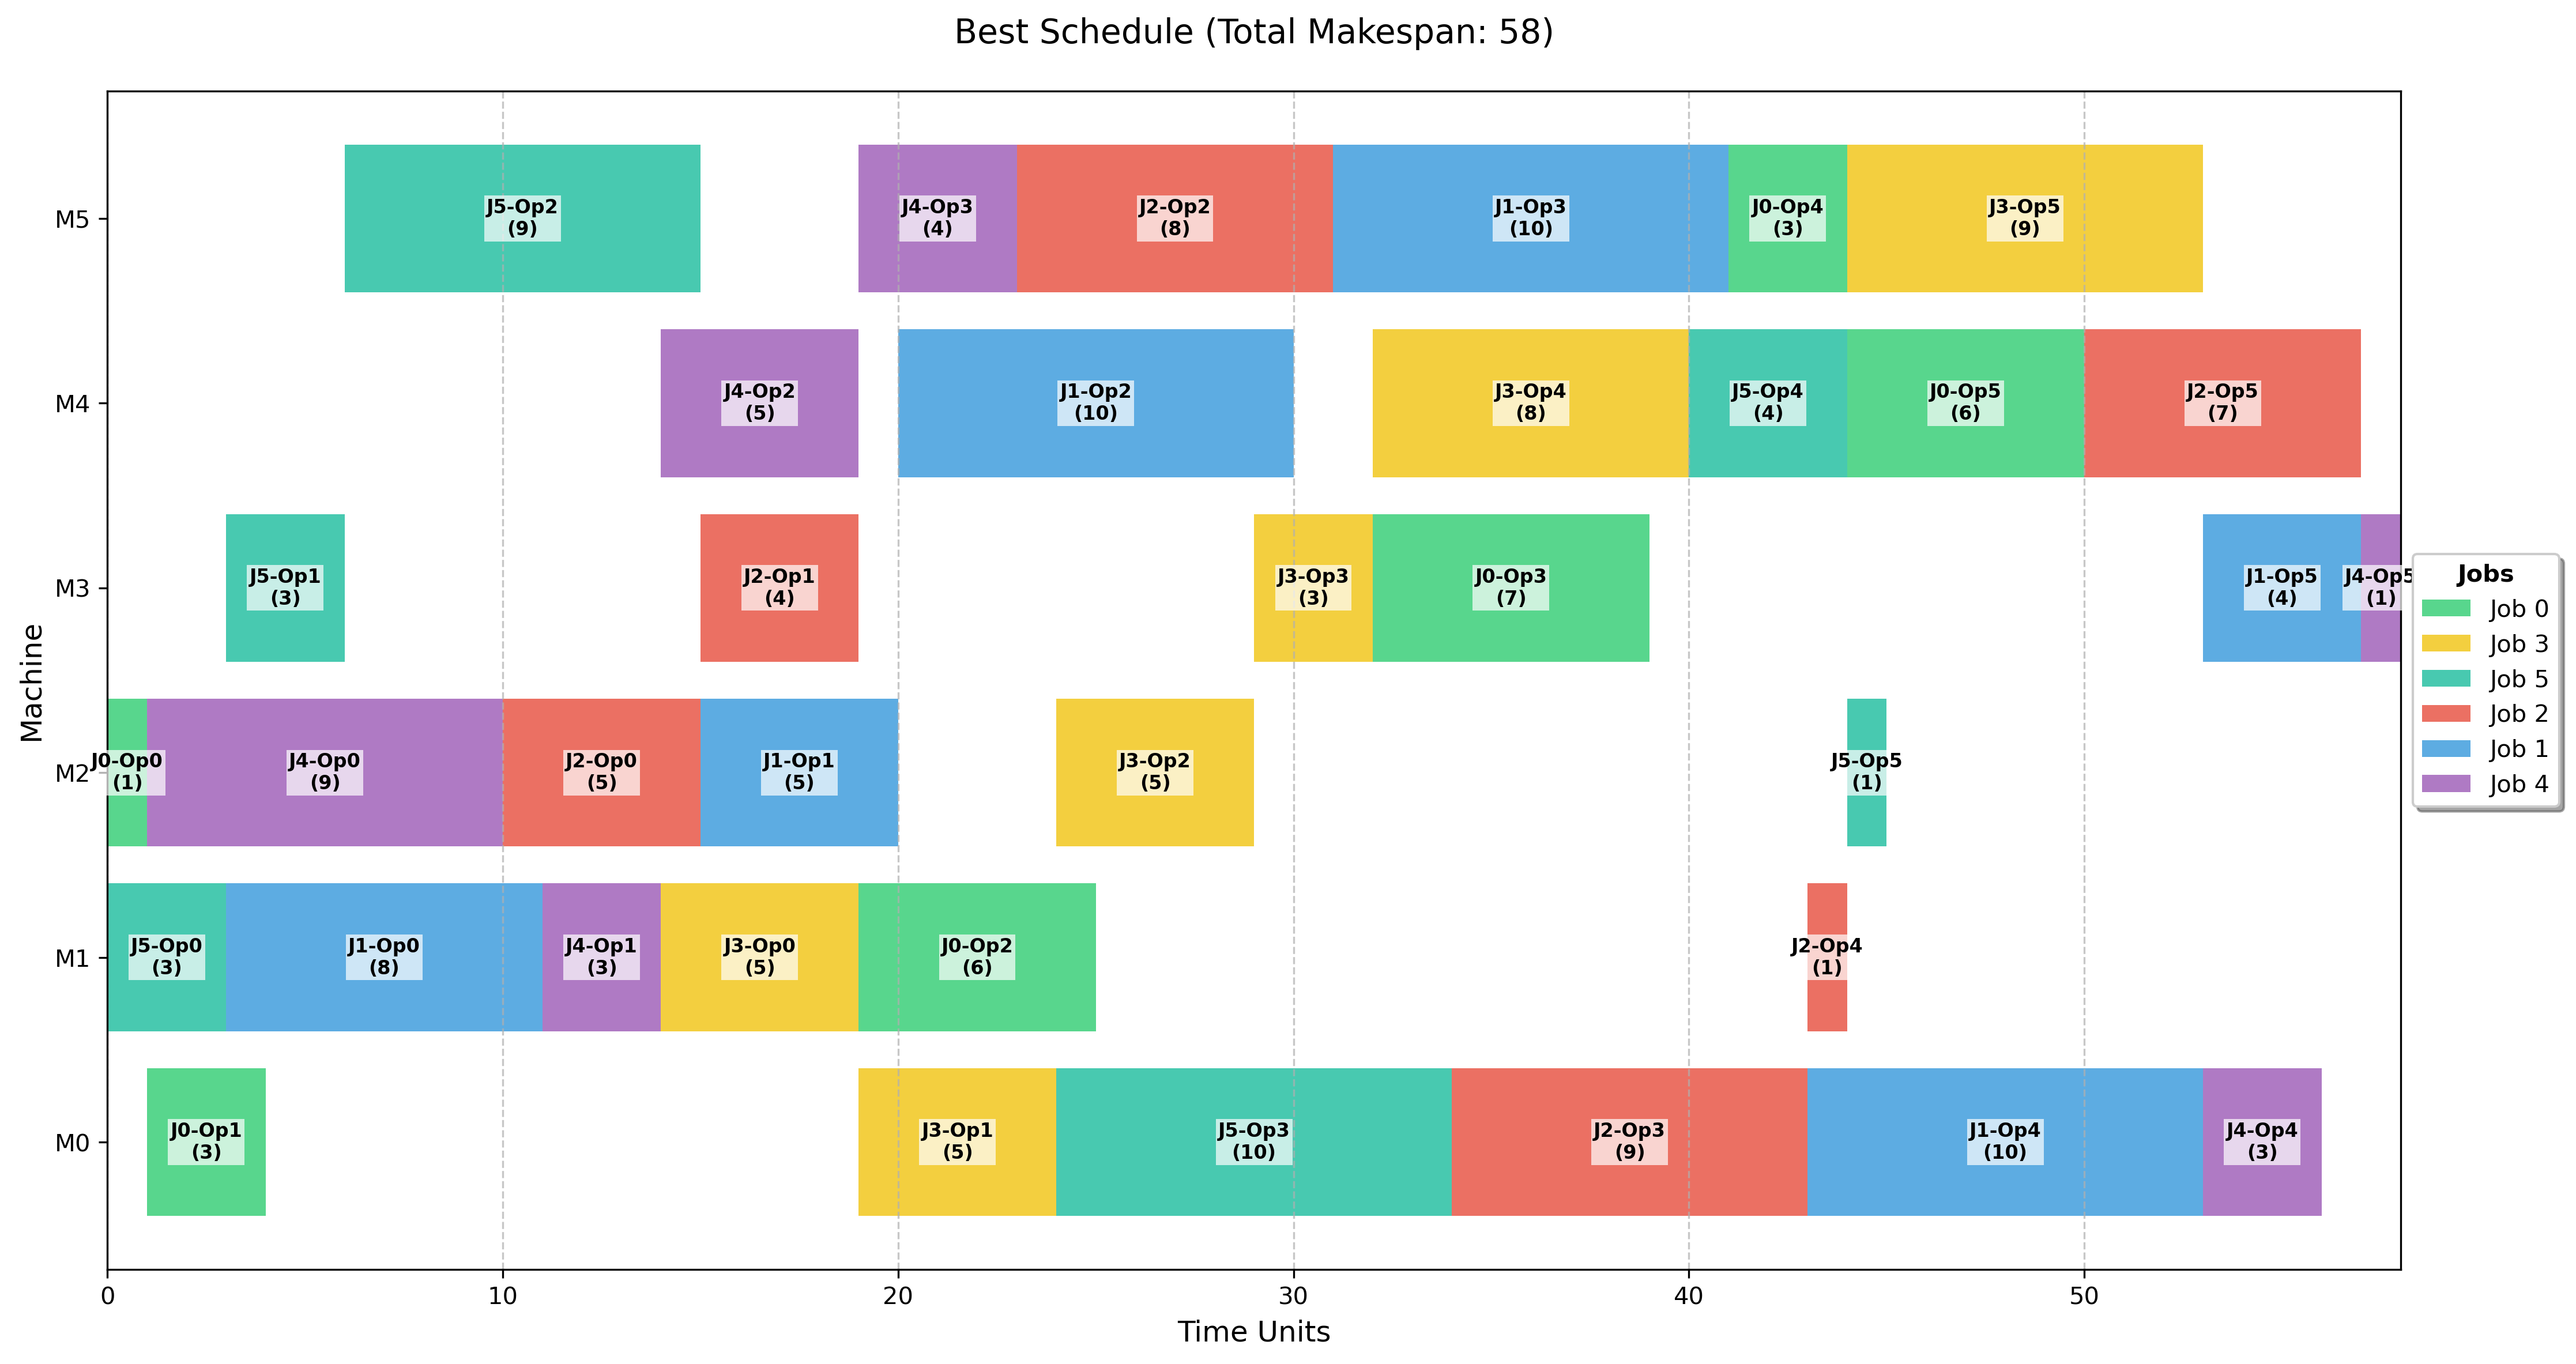 Best Schedule (Total Makespan: 58)
Machine
M5
J5-Op2
(9)
J4-Op3
(4)
J2-Op2
(8)
J1-Op3
(10)
J0-Op4
(3)
J3-Op5
(9)
M4
J4-Op2
(5)
J1-Op2
(10)
J3-Op4
(8)
J5-Op4
(4)
J0-Op5
(6)
J2-Op5
(7)
M3
J5-Op1
(3)
J2-Op1
(4)
J3-Op3
(3)
J0-Op3
(7)
J1-Op5
(4)
J4-Op5
(1)
M2
J0-Op0
(1)
J4-Op0
(9)
J2-Op0
(5)
J1-Op1
(5)
J3-Op2
(5)
J5-Op5
(1)
M1
J5-Op0
(3)
J1-Op0
(8)
J4-Op1
(3)
J3-Op0
(5)
J0-Op2
(6)
J2-Op4
(1)
M0
J0-Op1
(3)
J3-Op1
(5)
J5-Op3
(10)
J2-Op3
(9)
J1-Op4
(10)
J4-Op4
(3)
0 10 20 30 40 50
Time Units
Jobs
Job 0
Job 3
Job 5
Job 2
Job 1
Job 4